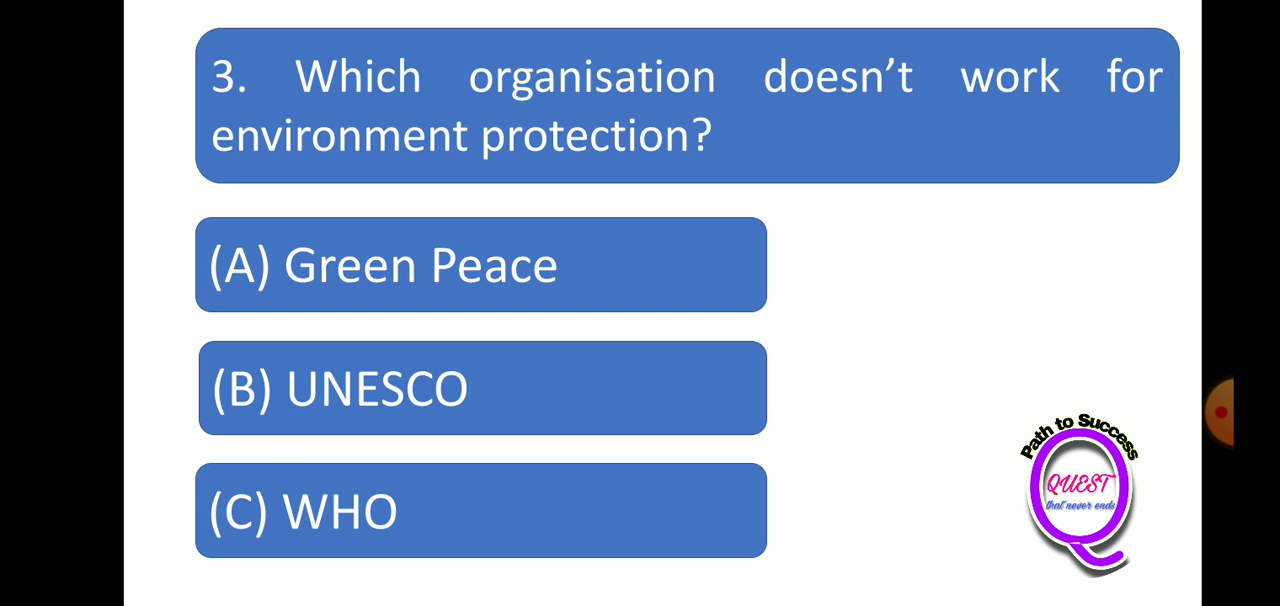 3. Which organisation doesn’t work for
environment protection?
(A) Green Peace
(B) UNESCO
(C) WHO
Path to Success
QUEST
that never ends